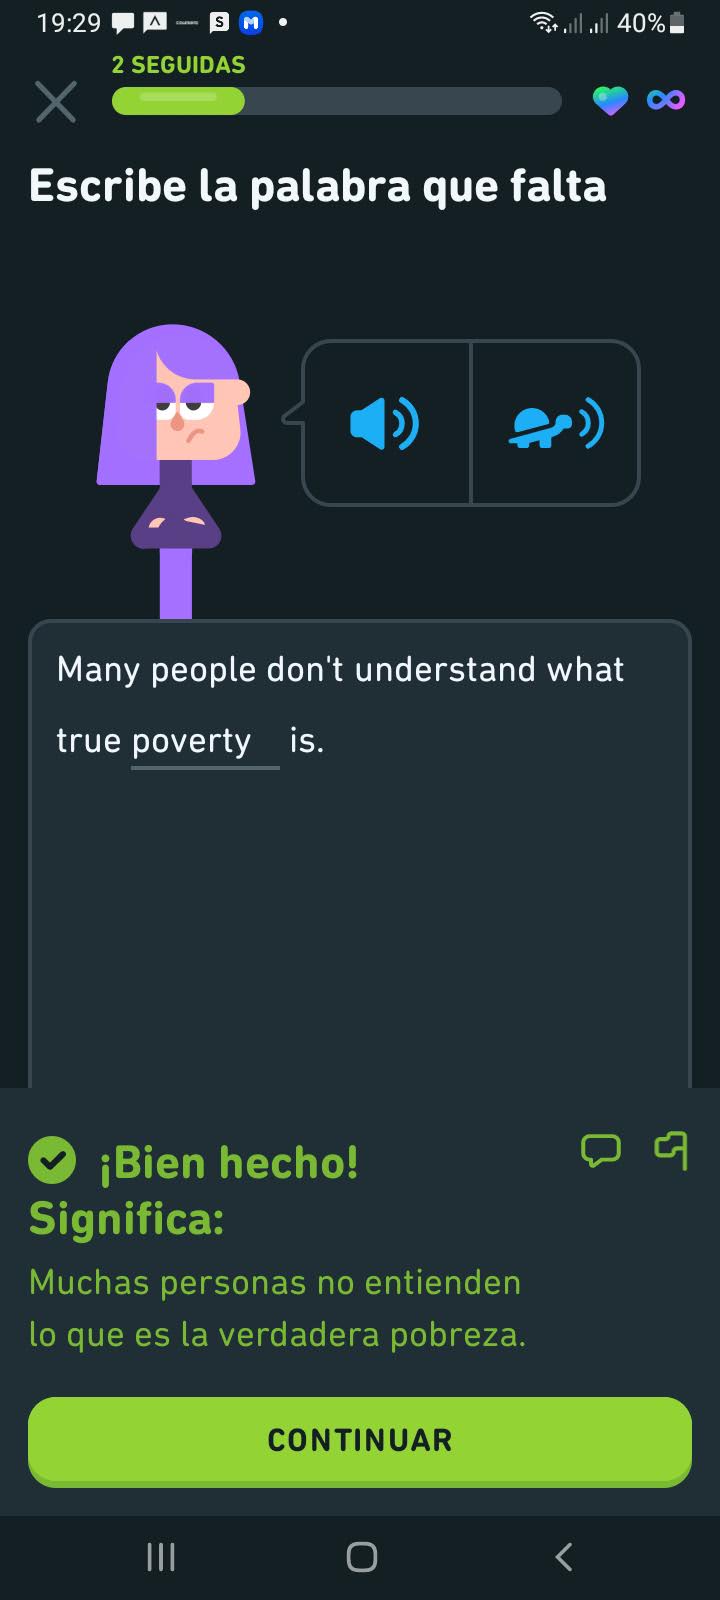 19:29
40%
2 SEGUIDAS
Escribe la palabra que falta
Many people don't understand what
true poverty is.
¡Bien hecho!
Significa:
Muchas personas no entienden
lo que es la verdadera pobreza.
CONTINUAR